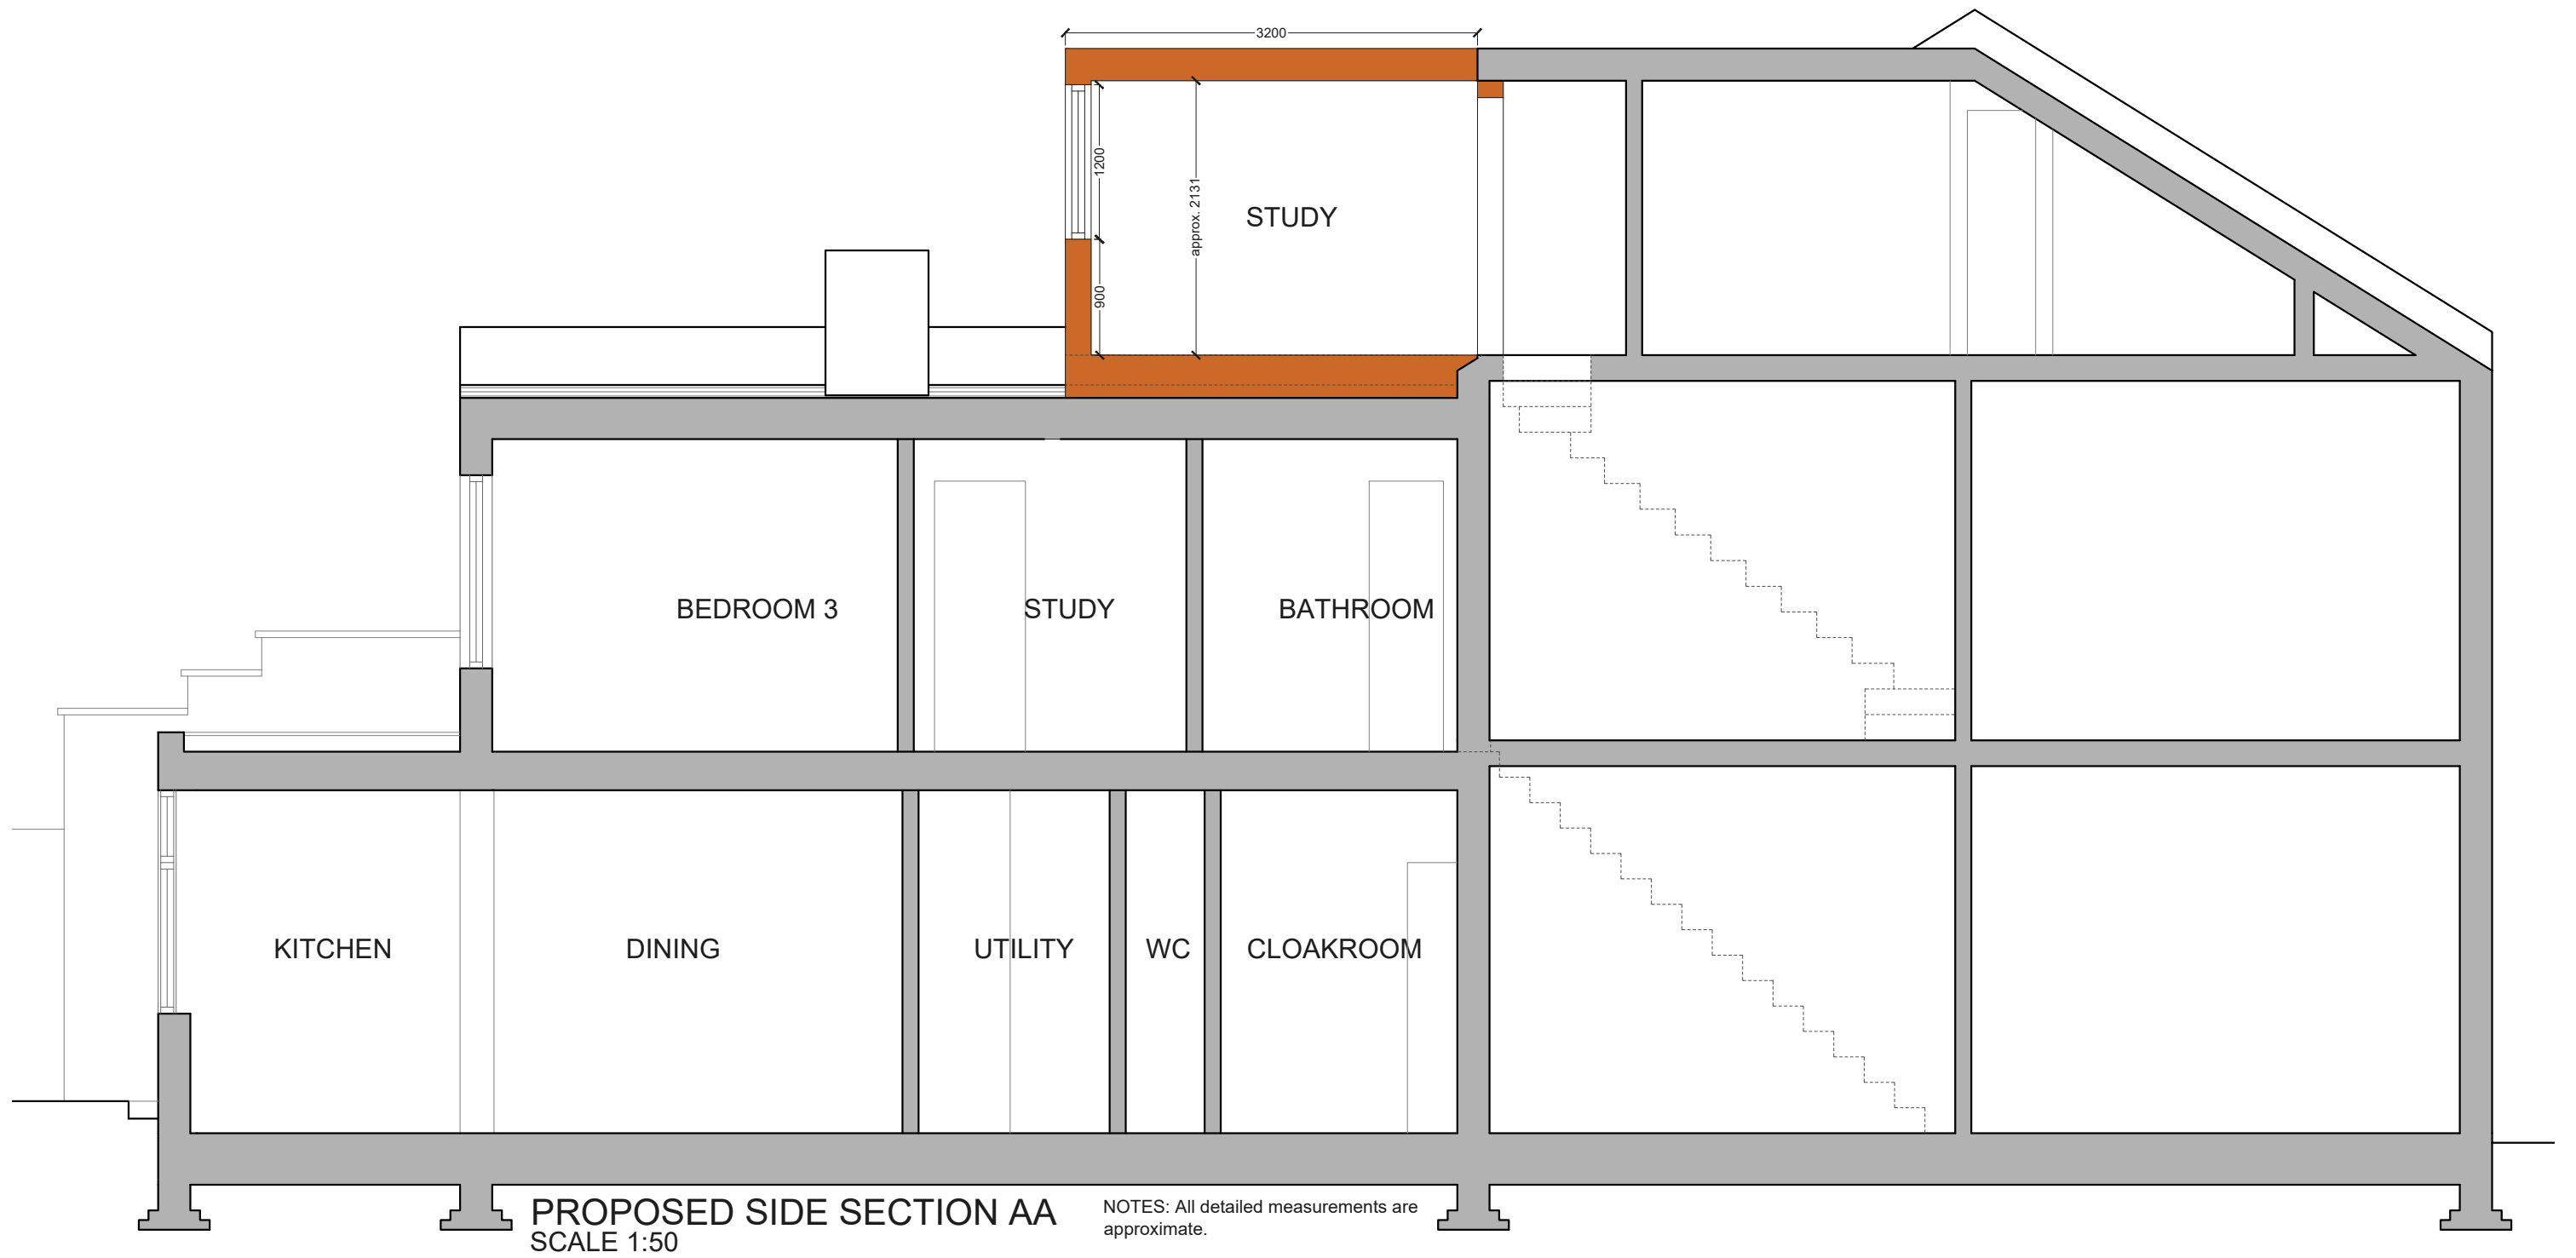 3200
1200
approx. 2131
STUDY
900
BEDROOM 3
STUDY
BATHROOM
KITCHEN
DINING
UTILITY
WC
CLOAKROOM
PROPOSED SIDE SECTION AA
SCALE 1:50
NOTES: All detailed measurements are
approximate.